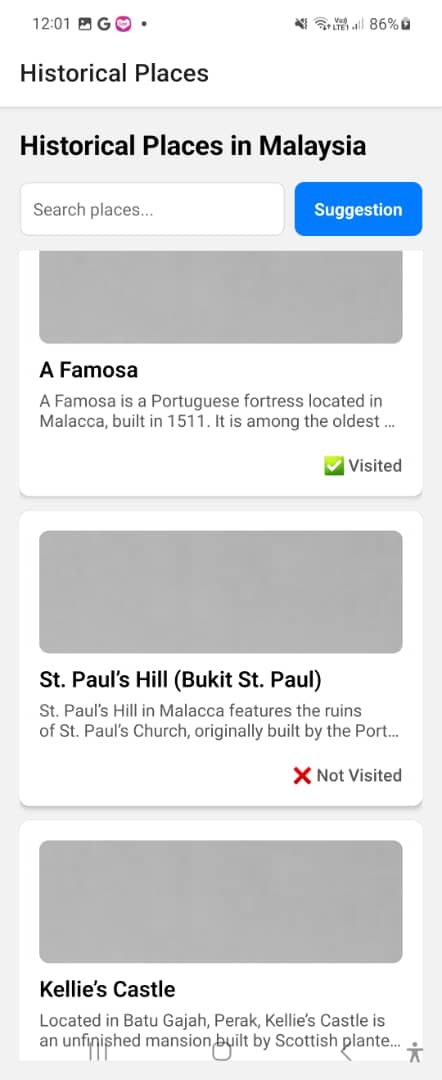 12:01 G 86%
Historical Places
Historical Places in Malaysia
Search places...
Suggestion
A Famosa
A Famosa is a Portuguese fortress located in
Malacca, built in 1511. It is among the oldest ...
Visited
St. Paul's Hill (Bukit St. Paul)
St. Paul's Hill in Malacca features the ruins
of St. Paul's Church, originally built by the Port...
Not Visited
Kellie's Castle
Located in Batu Gajah, Perak, Kellie's Castle is
an unfinished mansion built by Scottish plante...